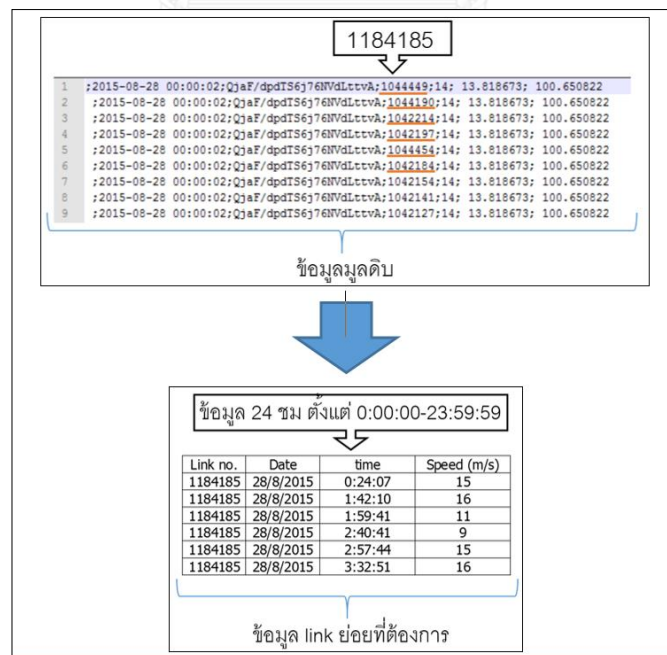 1184185
1 ;2015-08-28 00:00:02;QjaF/dpdTS6j76NVdLttvA;1044449;14; 13.818673; 100.650822
2 ;2015-08-28 00:00:02;QjaF/dpdTS6j76NVdLttvA;1044190;14; 13.818673; 100.650822
3 ;2015-08-28 00:00:02;QjaF/dpdTS6j76NVdLttvA;1042214;14; 13.818673; 100.650822
4 ;2015-08-28 00:00:02;QjaF/dpdTS6j76NVdLttvA;1042197;14; 13.818673; 100.650822
5 ;2015-08-28 00:00:02;QjaF/dpdTS6j76NVdLttvA;1044454;14; 13.818673; 100.650822
6 ;2015-08-28 00:00:02;QjaF/dpdTS6j76NVdLttvA;1042184;14; 13.818673; 100.650822
7 ;2015-08-28 00:00:02;QjaF/dpdTS6j76NVdLttvA;1042154;14; 13.818673; 100.650822
8 ;2015-08-28 00:00:02;QjaF/dpdTS6j76NVdLttvA;1042141;14; 13.818673; 100.650822
9 ;2015-08-28 00:00:02;QjaF/dpdTS6j76NVdLttvA;1042127;14; 13.818673; 100.650822
ข้อมูลมูลดิบ
ข้อมูล 24 ชม ตั้งแต่ 0:00:00-23:59:59
Link no. Date time Speed (m/s)
1184185 28/8/2015 0:24:07 15
1184185 28/8/2015 1:42:10 16
1184185 28/8/2015 1:59:41 11
1184185 28/8/2015 2:40:41 9
1184185 28/8/2015 2:57:44 15
1184185 28/8/2015 3:32:51 16
ข้อมูล link ย่อยที่ต้องการ